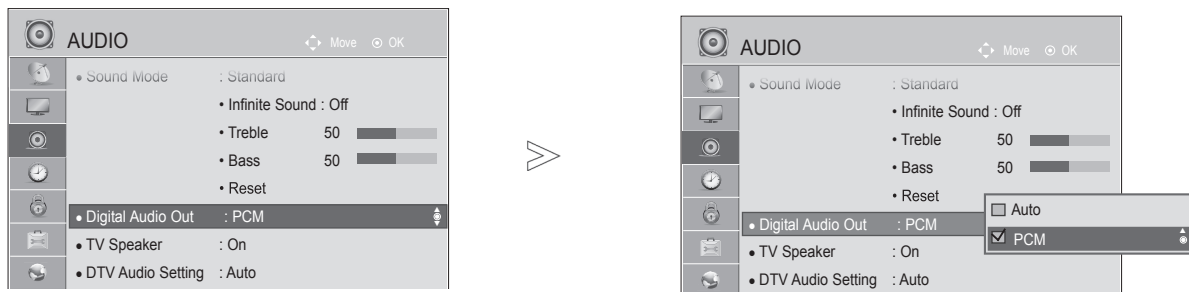 AUDIO Move OK
• Sound Mode : Standard
• Infinite Sound : Off
• Treble 50
• Bass 50
• Reset
• Digital Audio Out : PCM
• TV Speaker : On
• DTV Audio Setting : Auto
AUDIO Move OK
• Sound Mode : Standard
• Infinite Sound : Off
• Treble 50
• Bass 50
• Reset
• Digital Audio Out : PCM
• TV Speaker : On
• DTV Audio Setting : Auto
Auto
PCM